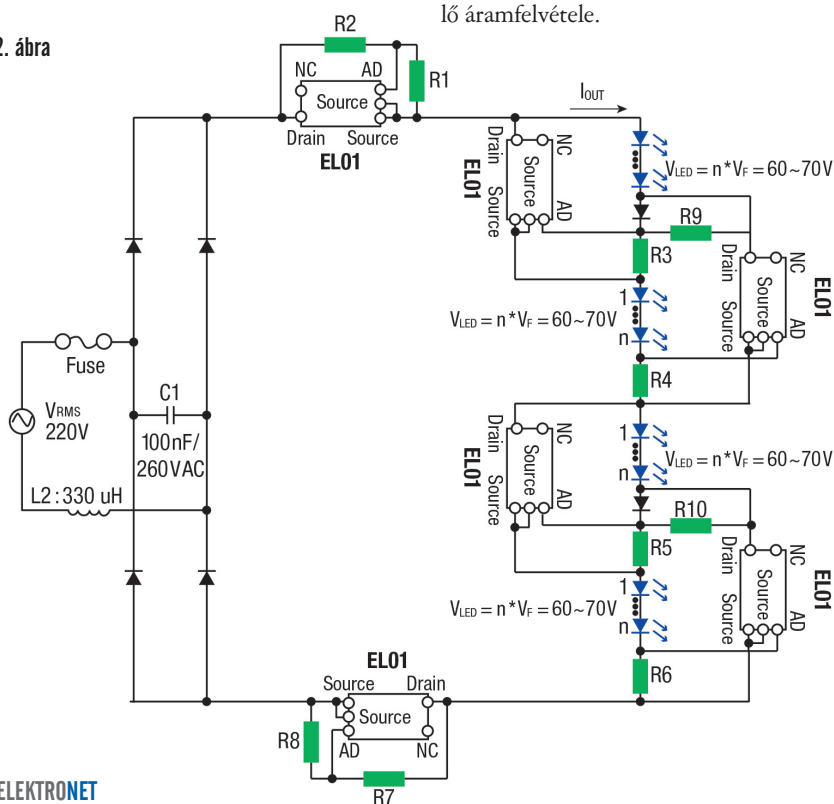 lő áramfelvétele.
2. ábra
R2
NC AD
R1
Source
Drain Source
EL01
IOUT
EL01
Drain
NC
Source
Source
AD
VLED = n*VF = 60~70V
R9
R3
Drain
NC
Source
Source
AD
EL01
1
VLED = n*VF = 60~70V
n
R4
Fuse
C1
VRMS
220V
100nF/
260VAC
L2:330 uH
EL01
Drain
NC
Source
Source
AD
1
n
VLED = n*VF = 60~70V
R10
R5
Drain
NC
Source
Source
AD
EL01
1
VLED = n*VF = 60~70V
n
R6
EL01
Source Drain
Source
R8
AD NC
R7
ELEKTRONET